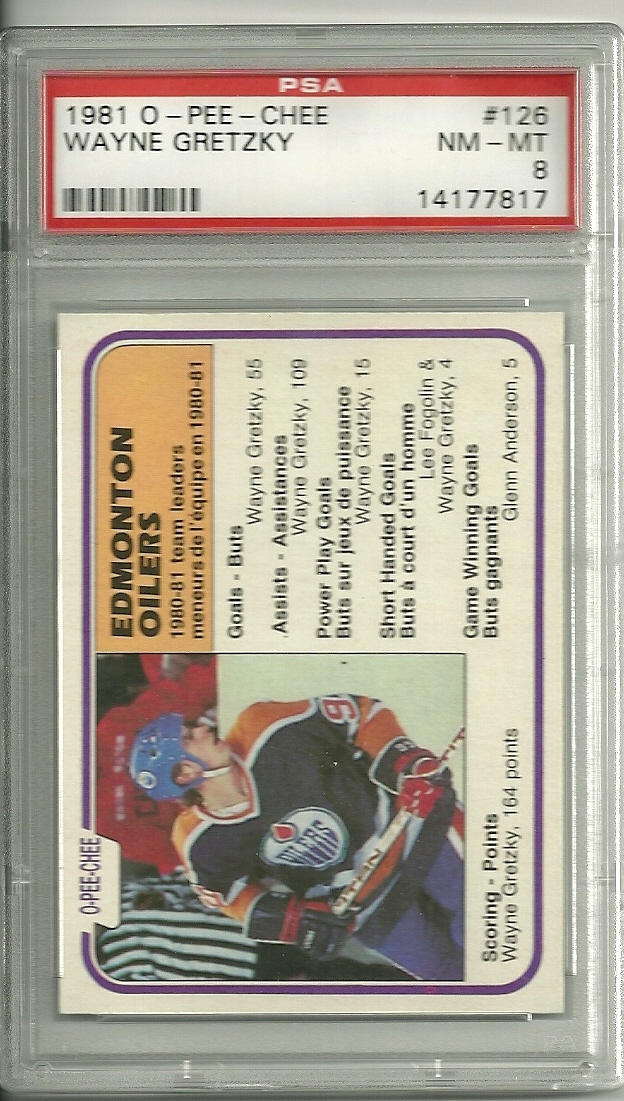 PSA
1981 O-PEE-CHEE #126
WAYNE GRETZKY NM-MT
8
14177817
O-PEE-CHEE
EDMONTON
OILERS
1980-81 team leaders
meneurs de l'équipe en 1980-81
Goals - Buts
Wayne Gretzky, 55
Assists - Assistances
Wayne Gretzky, 109
Power Play Goals
Buts sur jeux de puissance
Wayne Gretzky, 15
Short Handed Goals
Buts à court d'un homme
Lee Fogolin &
Wayne Gretzky, 4
Game Winning Goals
Buts gagnants
Glenn Anderson, 5
Scoring - Points
Wayne Gretzky, 164 points
OILERS